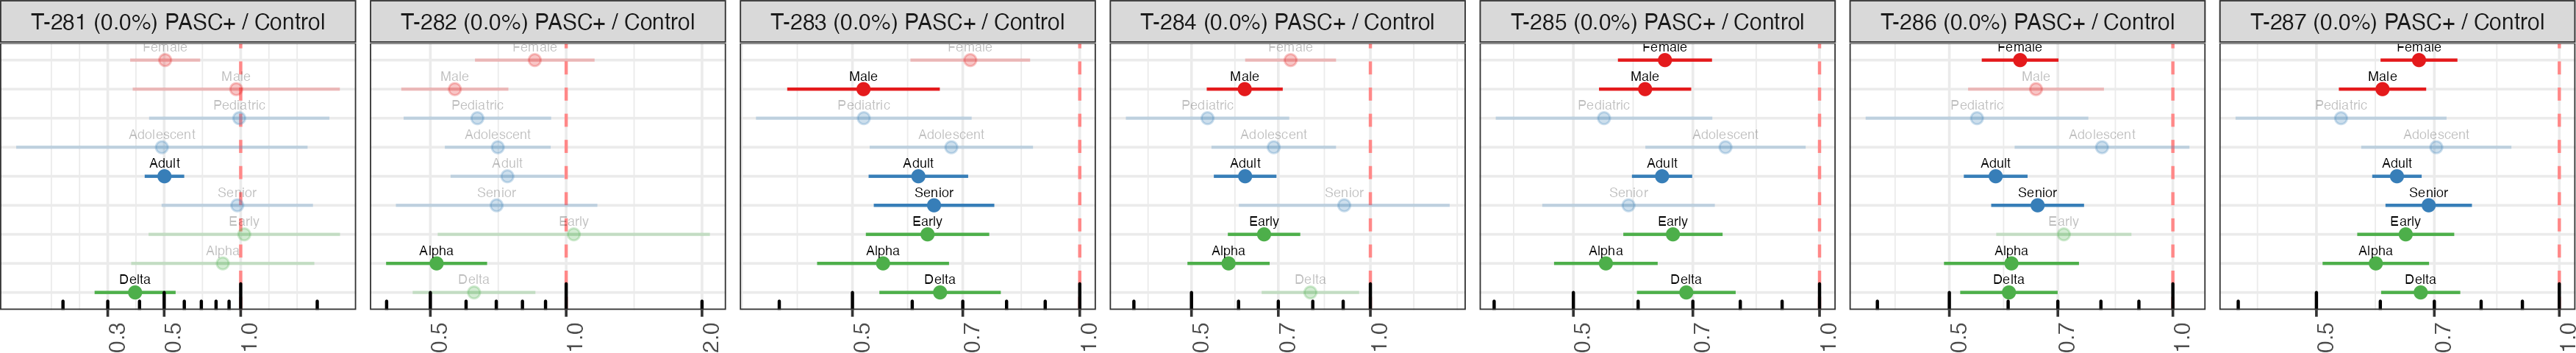 T-281 (0.0%) PASC+ / Control
Female
Male
Pediatric
Adolescent
Adult
Senior
Early
Alpha
Delta
0.3
0.5
1.0
T-282 (0.0%) PASC+ / Control
Female
Male
Pediatric
Adolescent
Adult
Senior
Early
Alpha
Delta
0.5
1.0
2.0
T-283 (0.0%) PASC+ / Control
Female
Male
Pediatric
Adolescent
Adult
Senior
Early
Alpha
Delta
0.5
0.7
1.0
T-284 (0.0%) PASC+ / Control
Female
Male
Pediatric
Adolescent
Adult
Senior
Early
Alpha
Delta
0.5
0.7
1.0
T-285 (0.0%) PASC+ / Control
Female
Male
Pediatric
Adolescent
Adult
Senior
Early
Alpha
Delta
0.5
0.7
1.0
T-286 (0.0%) PASC+ / Control
Female
Male
Pediatric
Adolescent
Adult
Senior
Early
Alpha
Delta
0.5
0.7
1.0
T-287 (0.0%) PASC+ / Control
Female
Male
Pediatric
Adolescent
Adult
Senior
Early
Alpha
Delta
0.5
0.7
1.0